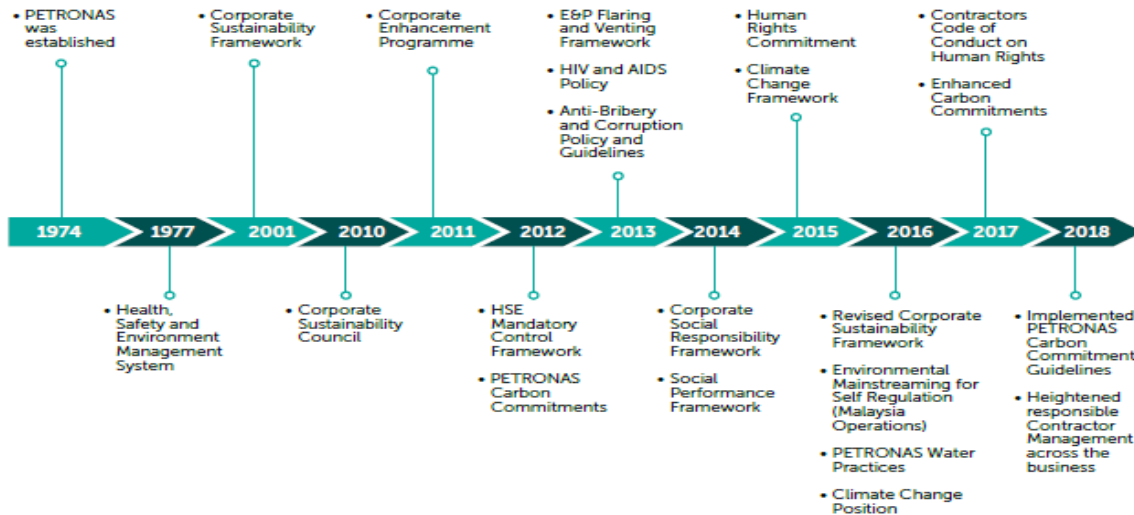 • PETRONAS
was
established
• Corporate
Sustainability
Framework
• Corporate
Enhancement
Programme
• E&P Flaring
and Venting
Framework
• HIV and AIDS
Policy
• Anti-Bribery
and Corruption
Policy and
Guidelines
• Human
Rights
Commitment
• Climate
Change
Framework
• Contractors
Code of
Conduct on
Human Rights
• Enhanced
Carbon
Commitments
1974
1977
2001
2010
2011
2012
2013
2014
2015
2016
2017
2018
• Health,
Safety and
Environment
Management
System
• Corporate
Sustainability
Council
• HSE
Mandatory
Control
Framework
• PETRONAS
Carbon
Commitments
• Corporate
Social
Responsibility
Framework
• Social
Performance
Framework
• Revised Corporate
Sustainability
Framework
• Environmental
Mainstreaming for
Self Regulation
(Malaysia
Operations)
• PETRONAS Water
Practices
• Climate Change
Position
• Implemented
PETRONAS
Carbon
Commitment
Guidelines
• Heightened
responsible
Contractor
Management
across the
business